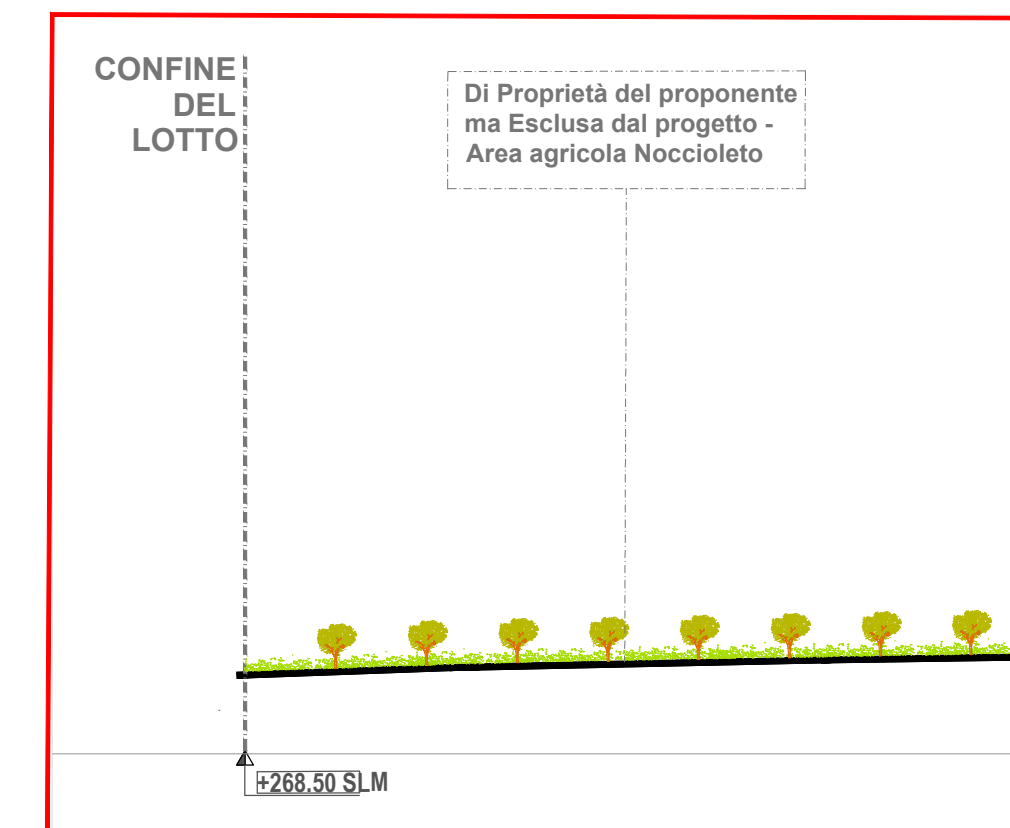 CONFINE
DEL
LOTTO
Di Proprietà del proponente
ma Esclusa dal progetto -
Area agricola Noccioleto
+268.50 SLM